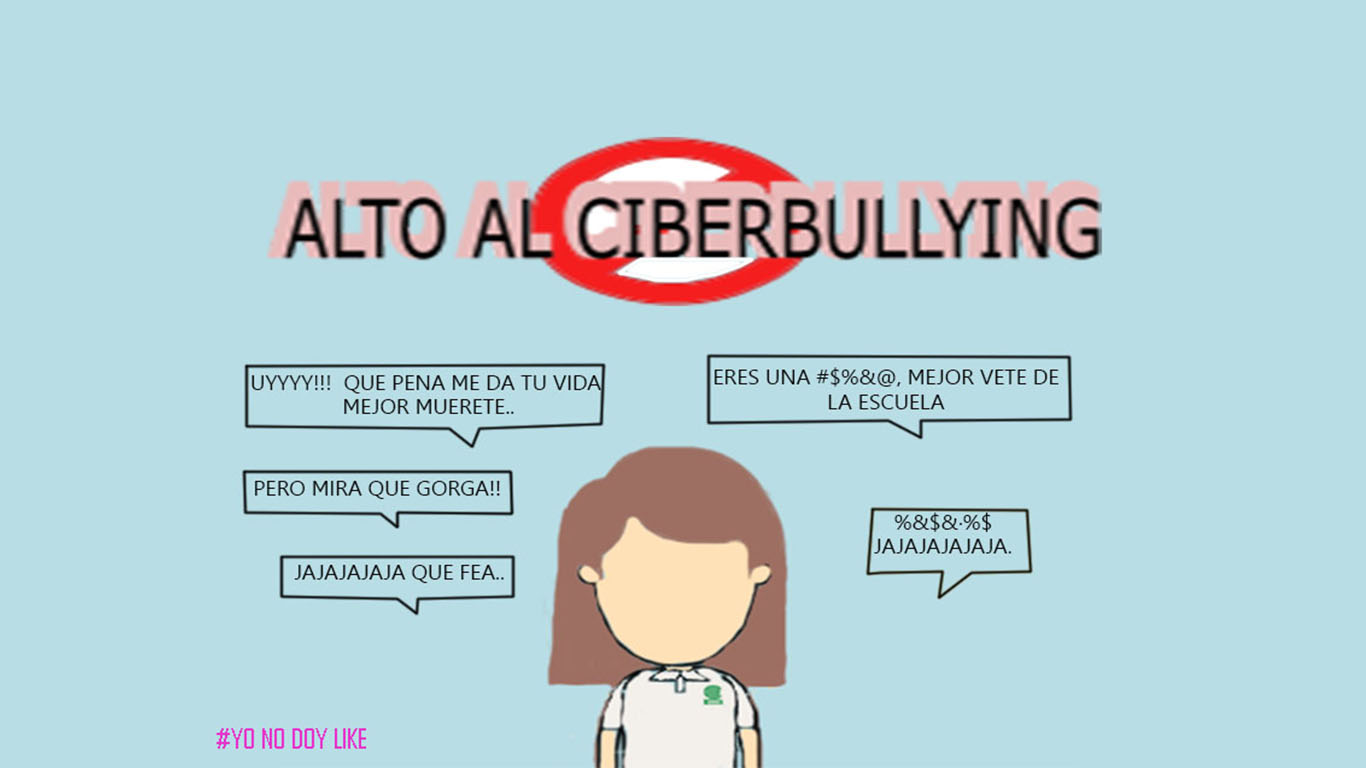 ALTO AL CIBERBULLYING
UYYYY!!! QUE PENA ME DA TU VIDA
MEJOR MUERETE..
ERES UNA #$%&@, MEJOR VETE DE
LA ESCUELA
PERO MIRA QUE GORGA!!
%&$&·%$
JAJAJAJAJAJA.
JAJAJAJAJA QUE FEA..
#YO NO DOY LIKE